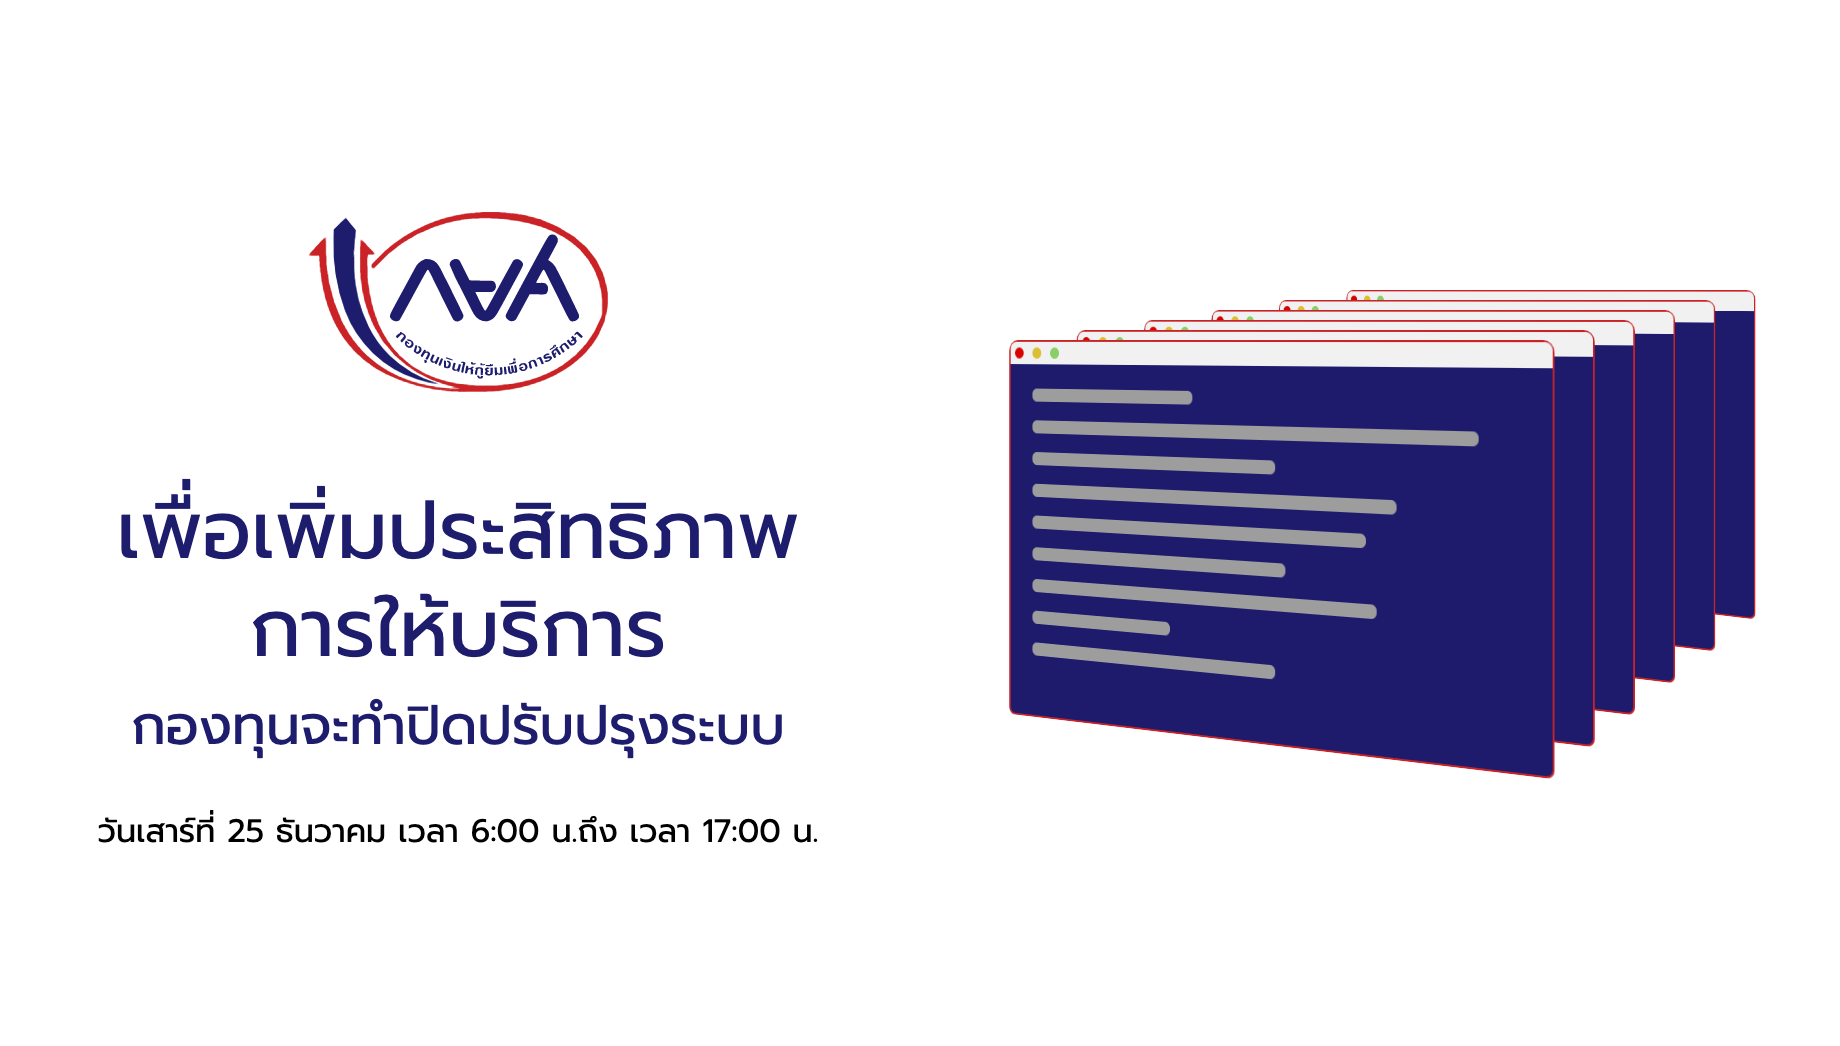 กยศ
กองทุนเงินให้กู้ยืมเพื่อการศึกษา
เพื่อเพิ่มประสิทธิภาพ
การให้บริการ
กองทุนจะทำปิดปรับปรุงระบบ
วันเสาร์ที่ 25 ธันวาคม เวลา 6:00 น.ถึง เวลา 17:00 น.